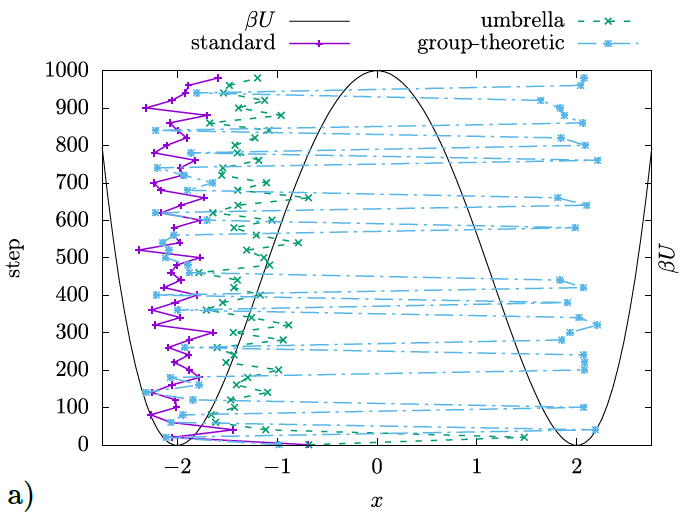 βU umbrella
standard group-theoretic
1000
900
800
700
600
500
400
300
200
100
0
step
βU
−2 −1 0 1 2
x
a)